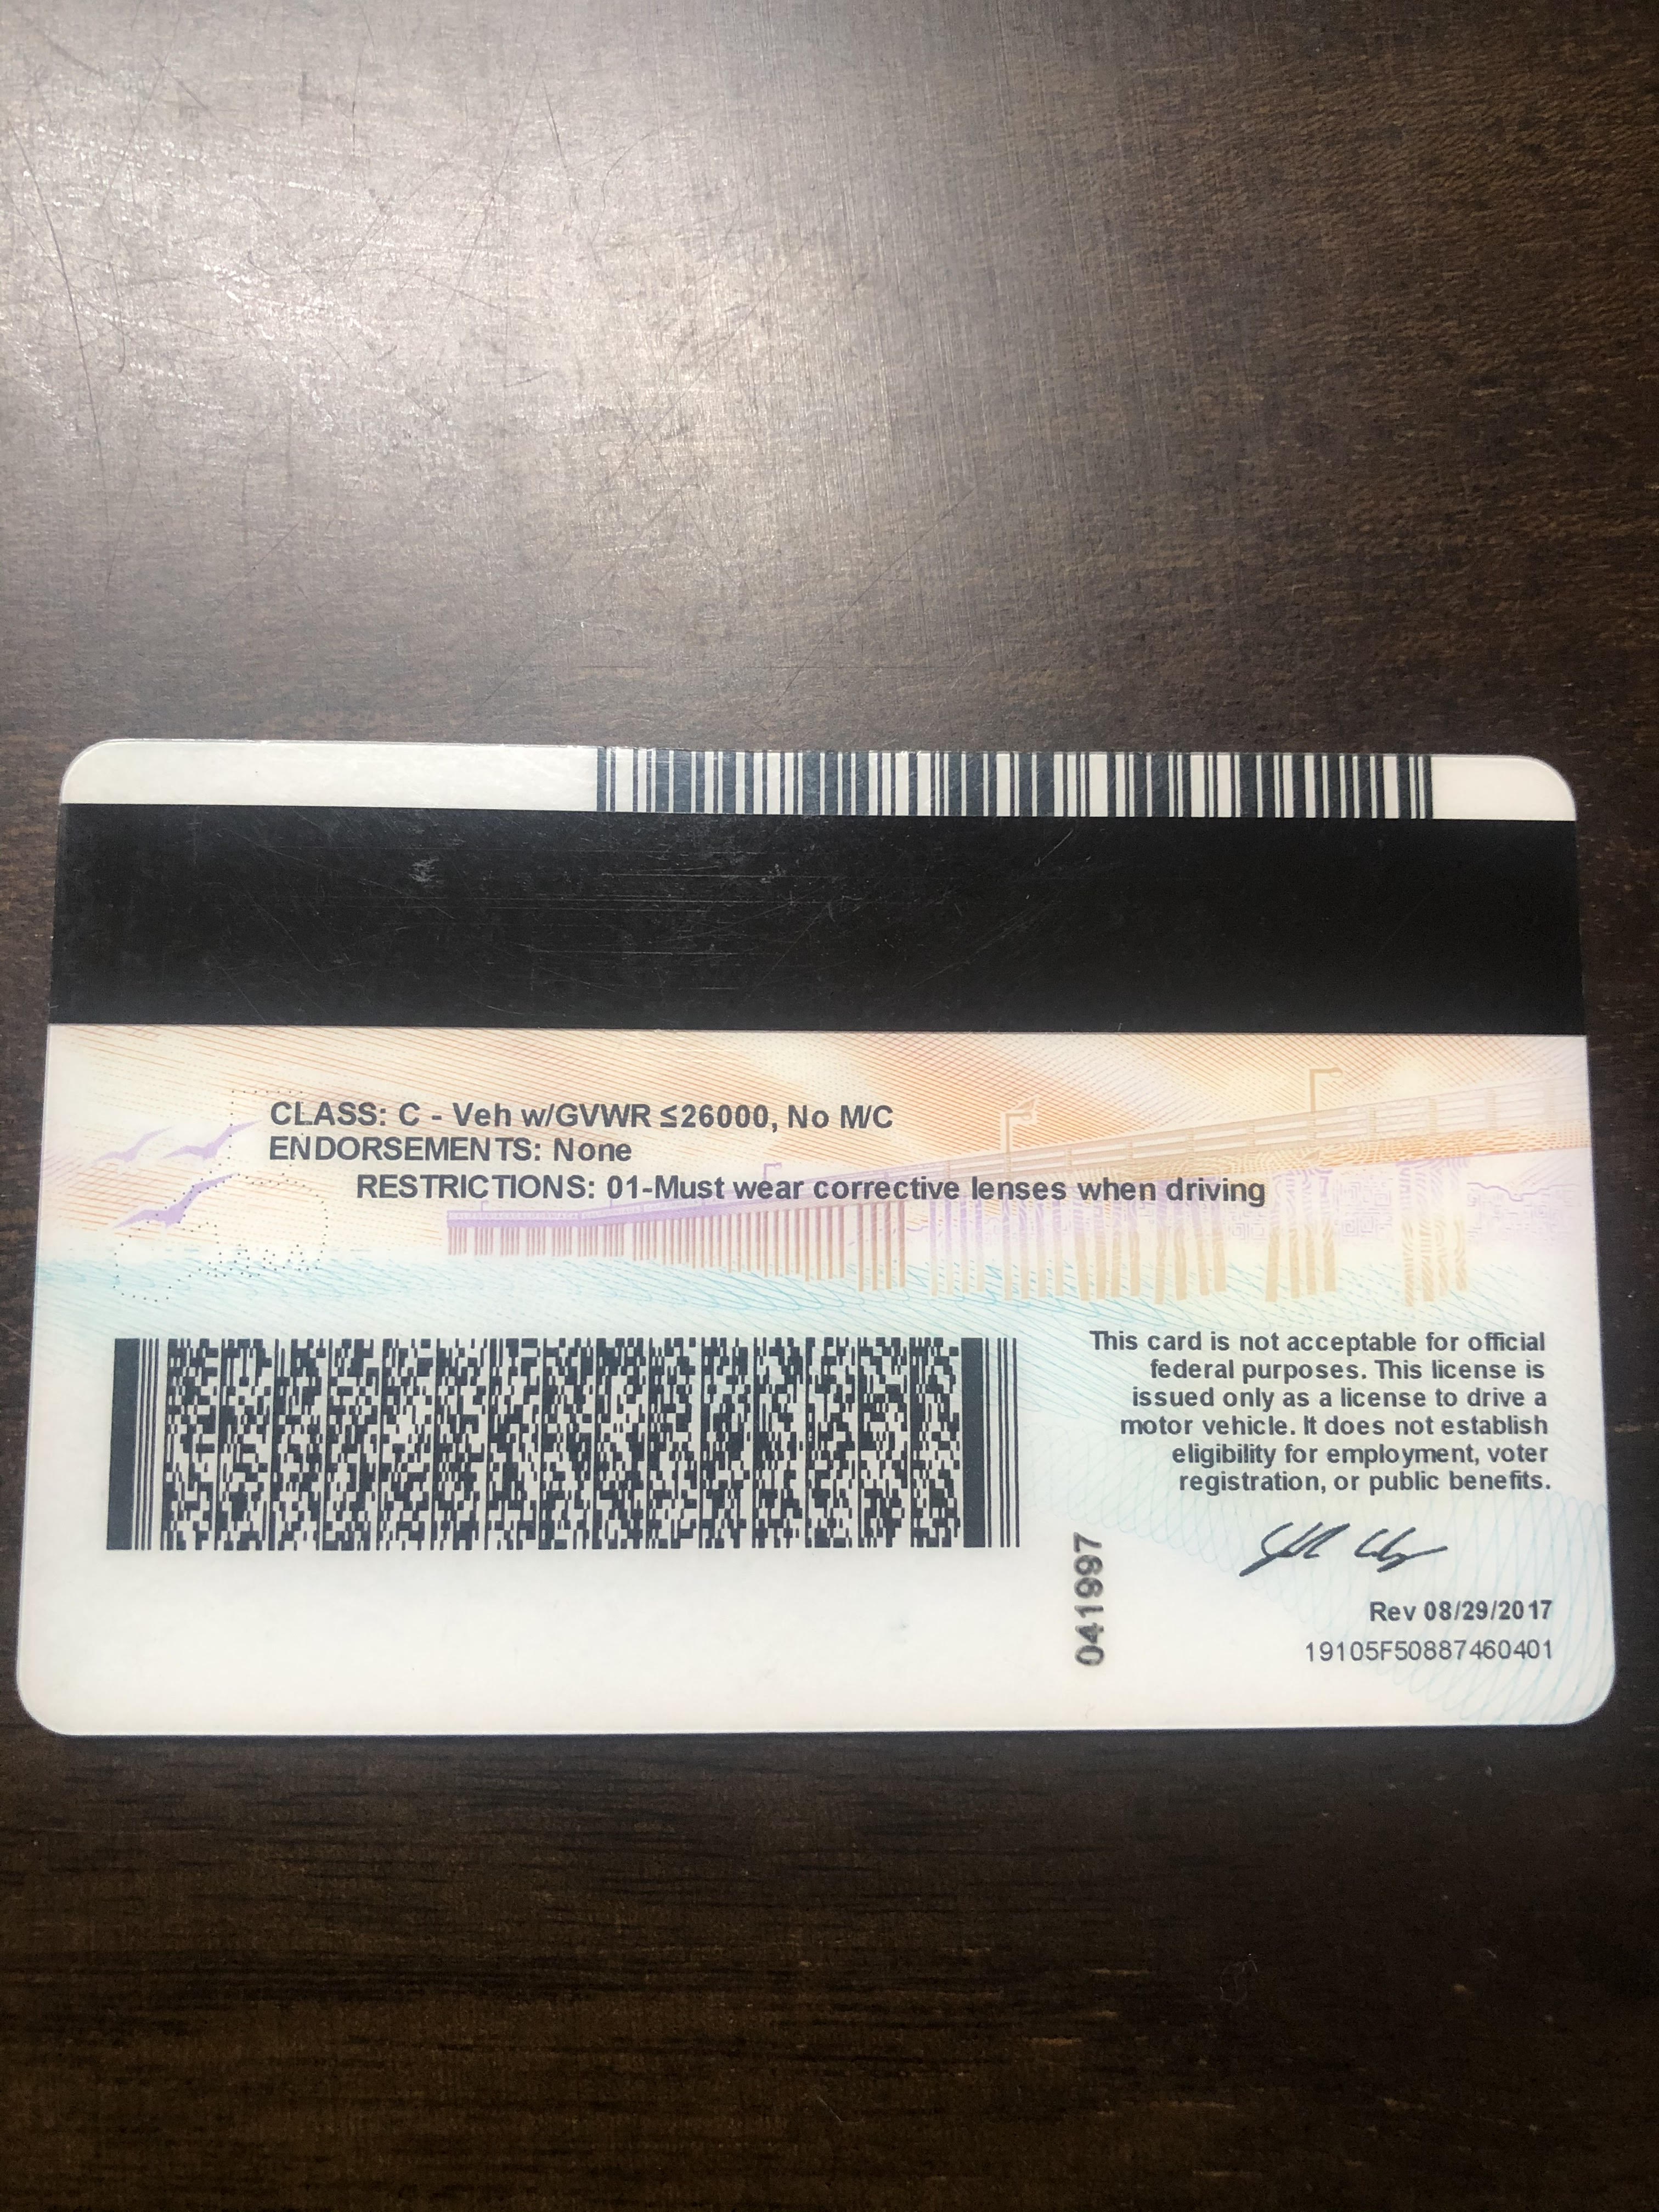 CLASS: C - Veh w/GVWR ≤26000, No M/C
ENDORSEMENTS: None
RESTRICTIONS: 01-Must wear corrective lenses when driving
This card is not acceptable for official
federal purposes. This license is
issued only as a license to drive a
motor vehicle. It does not establish
eligibility for employment, voter
registration, or public benefits.
041997
Rev 08/29/2017
19105F50887460401